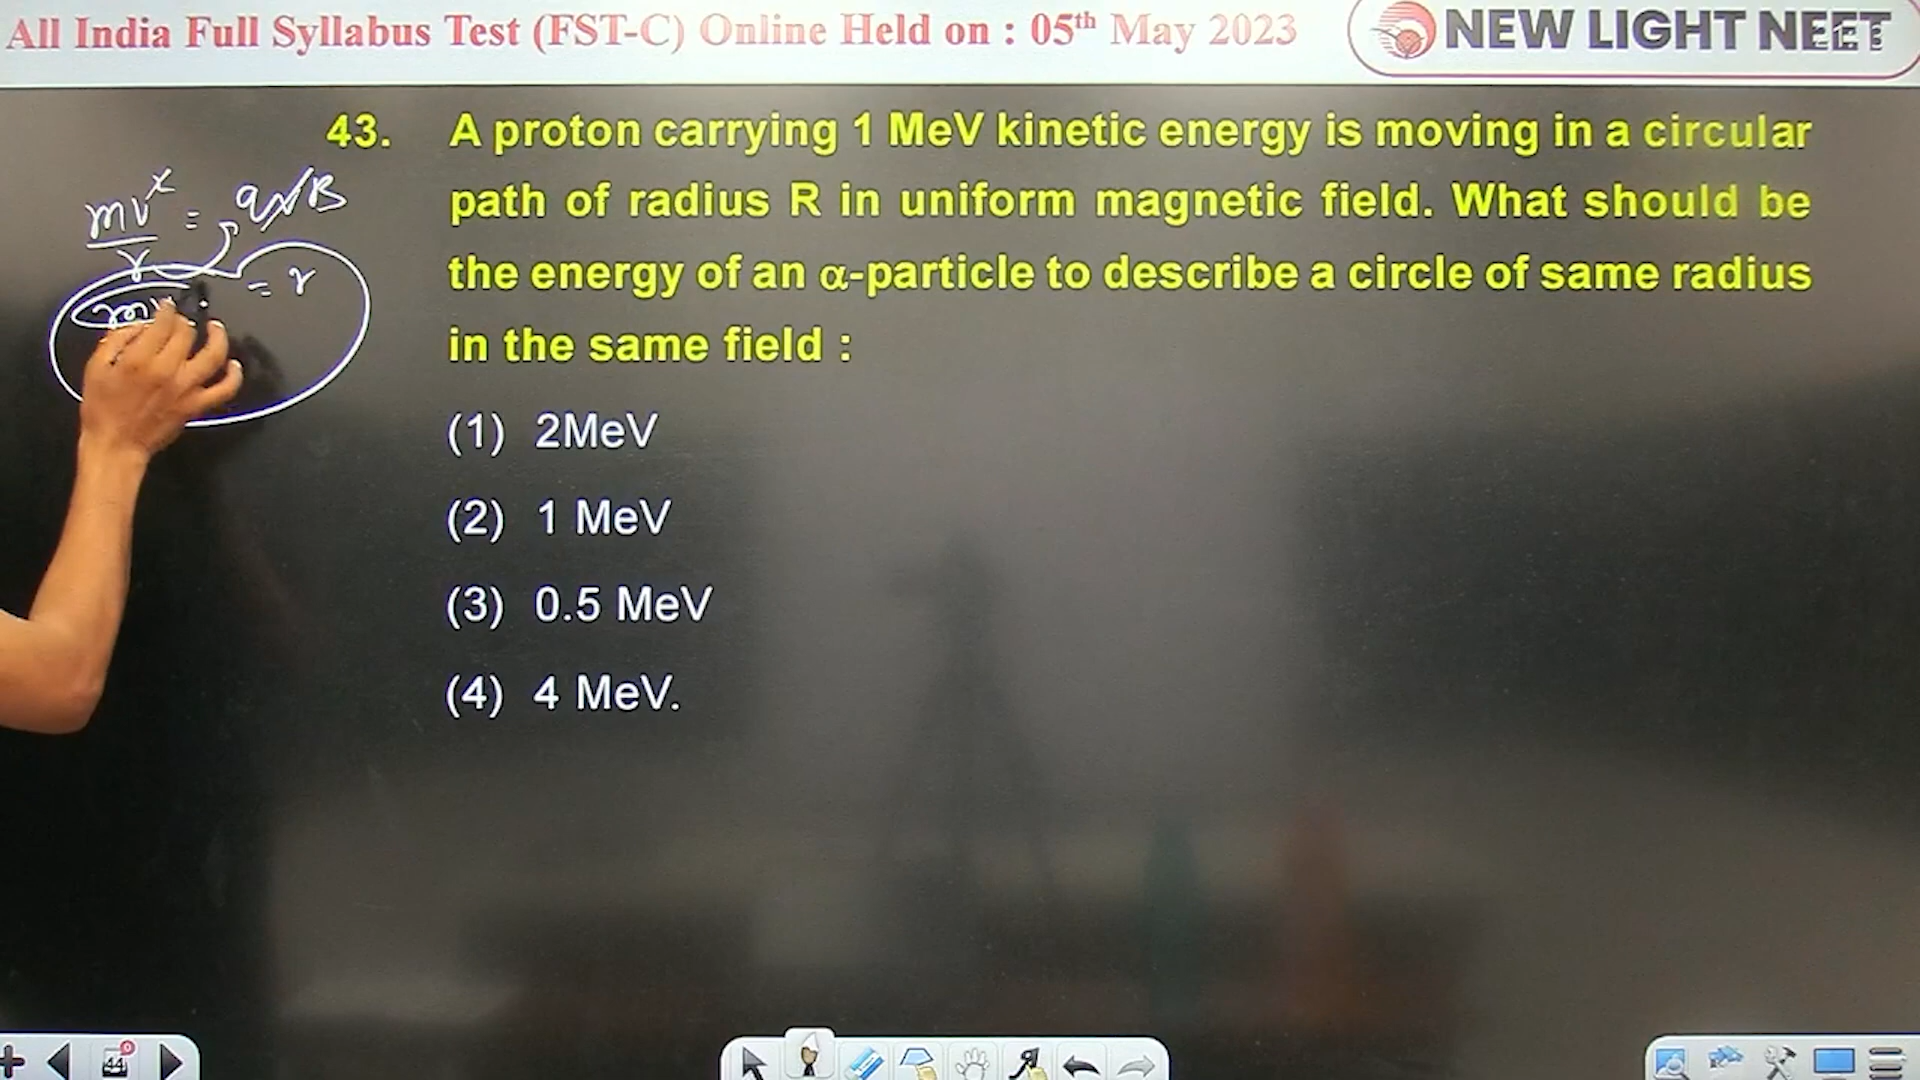 All India Full Syllabus Test (FST-C) Online Held on : 05th May 2023
NEW LIGHT NEET
43. A proton carrying 1 MeV kinetic energy is moving in a circular
path of radius R in uniform magnetic field. What should be
the energy of an α-particle to describe a circle of same radius
in the same field :
(1) 2MeV
(2) 1 MeV
(3) 0.5 MeV
(4) 4 MeV.
mv² = qvB
r
mv = r
44
0